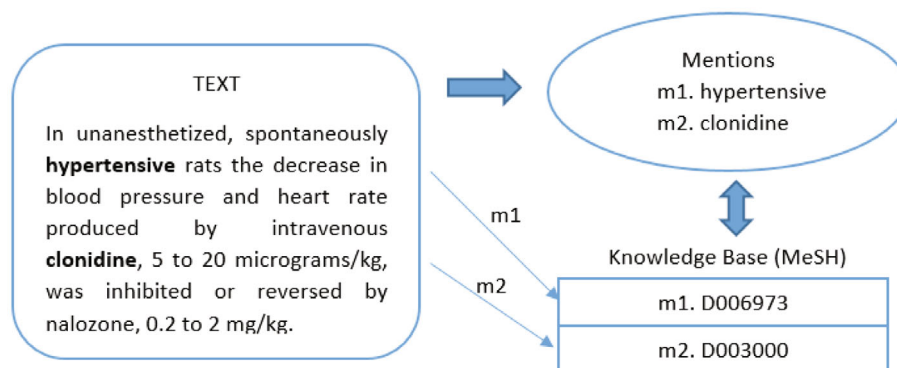 TEXT
In unanesthetized, spontaneously
hypertensive rats the decrease in
blood pressure and heart rate
produced by intravenous
clonidine, 5 to 20 micrograms/kg,
was inhibited or reversed by
nalozone, 0.2 to 2 mg/kg.
Mentions
m1. hypertensive
m2. clonidine
m1
m2
Knowledge Base (MeSH)
m1. D006973
m2. D003000